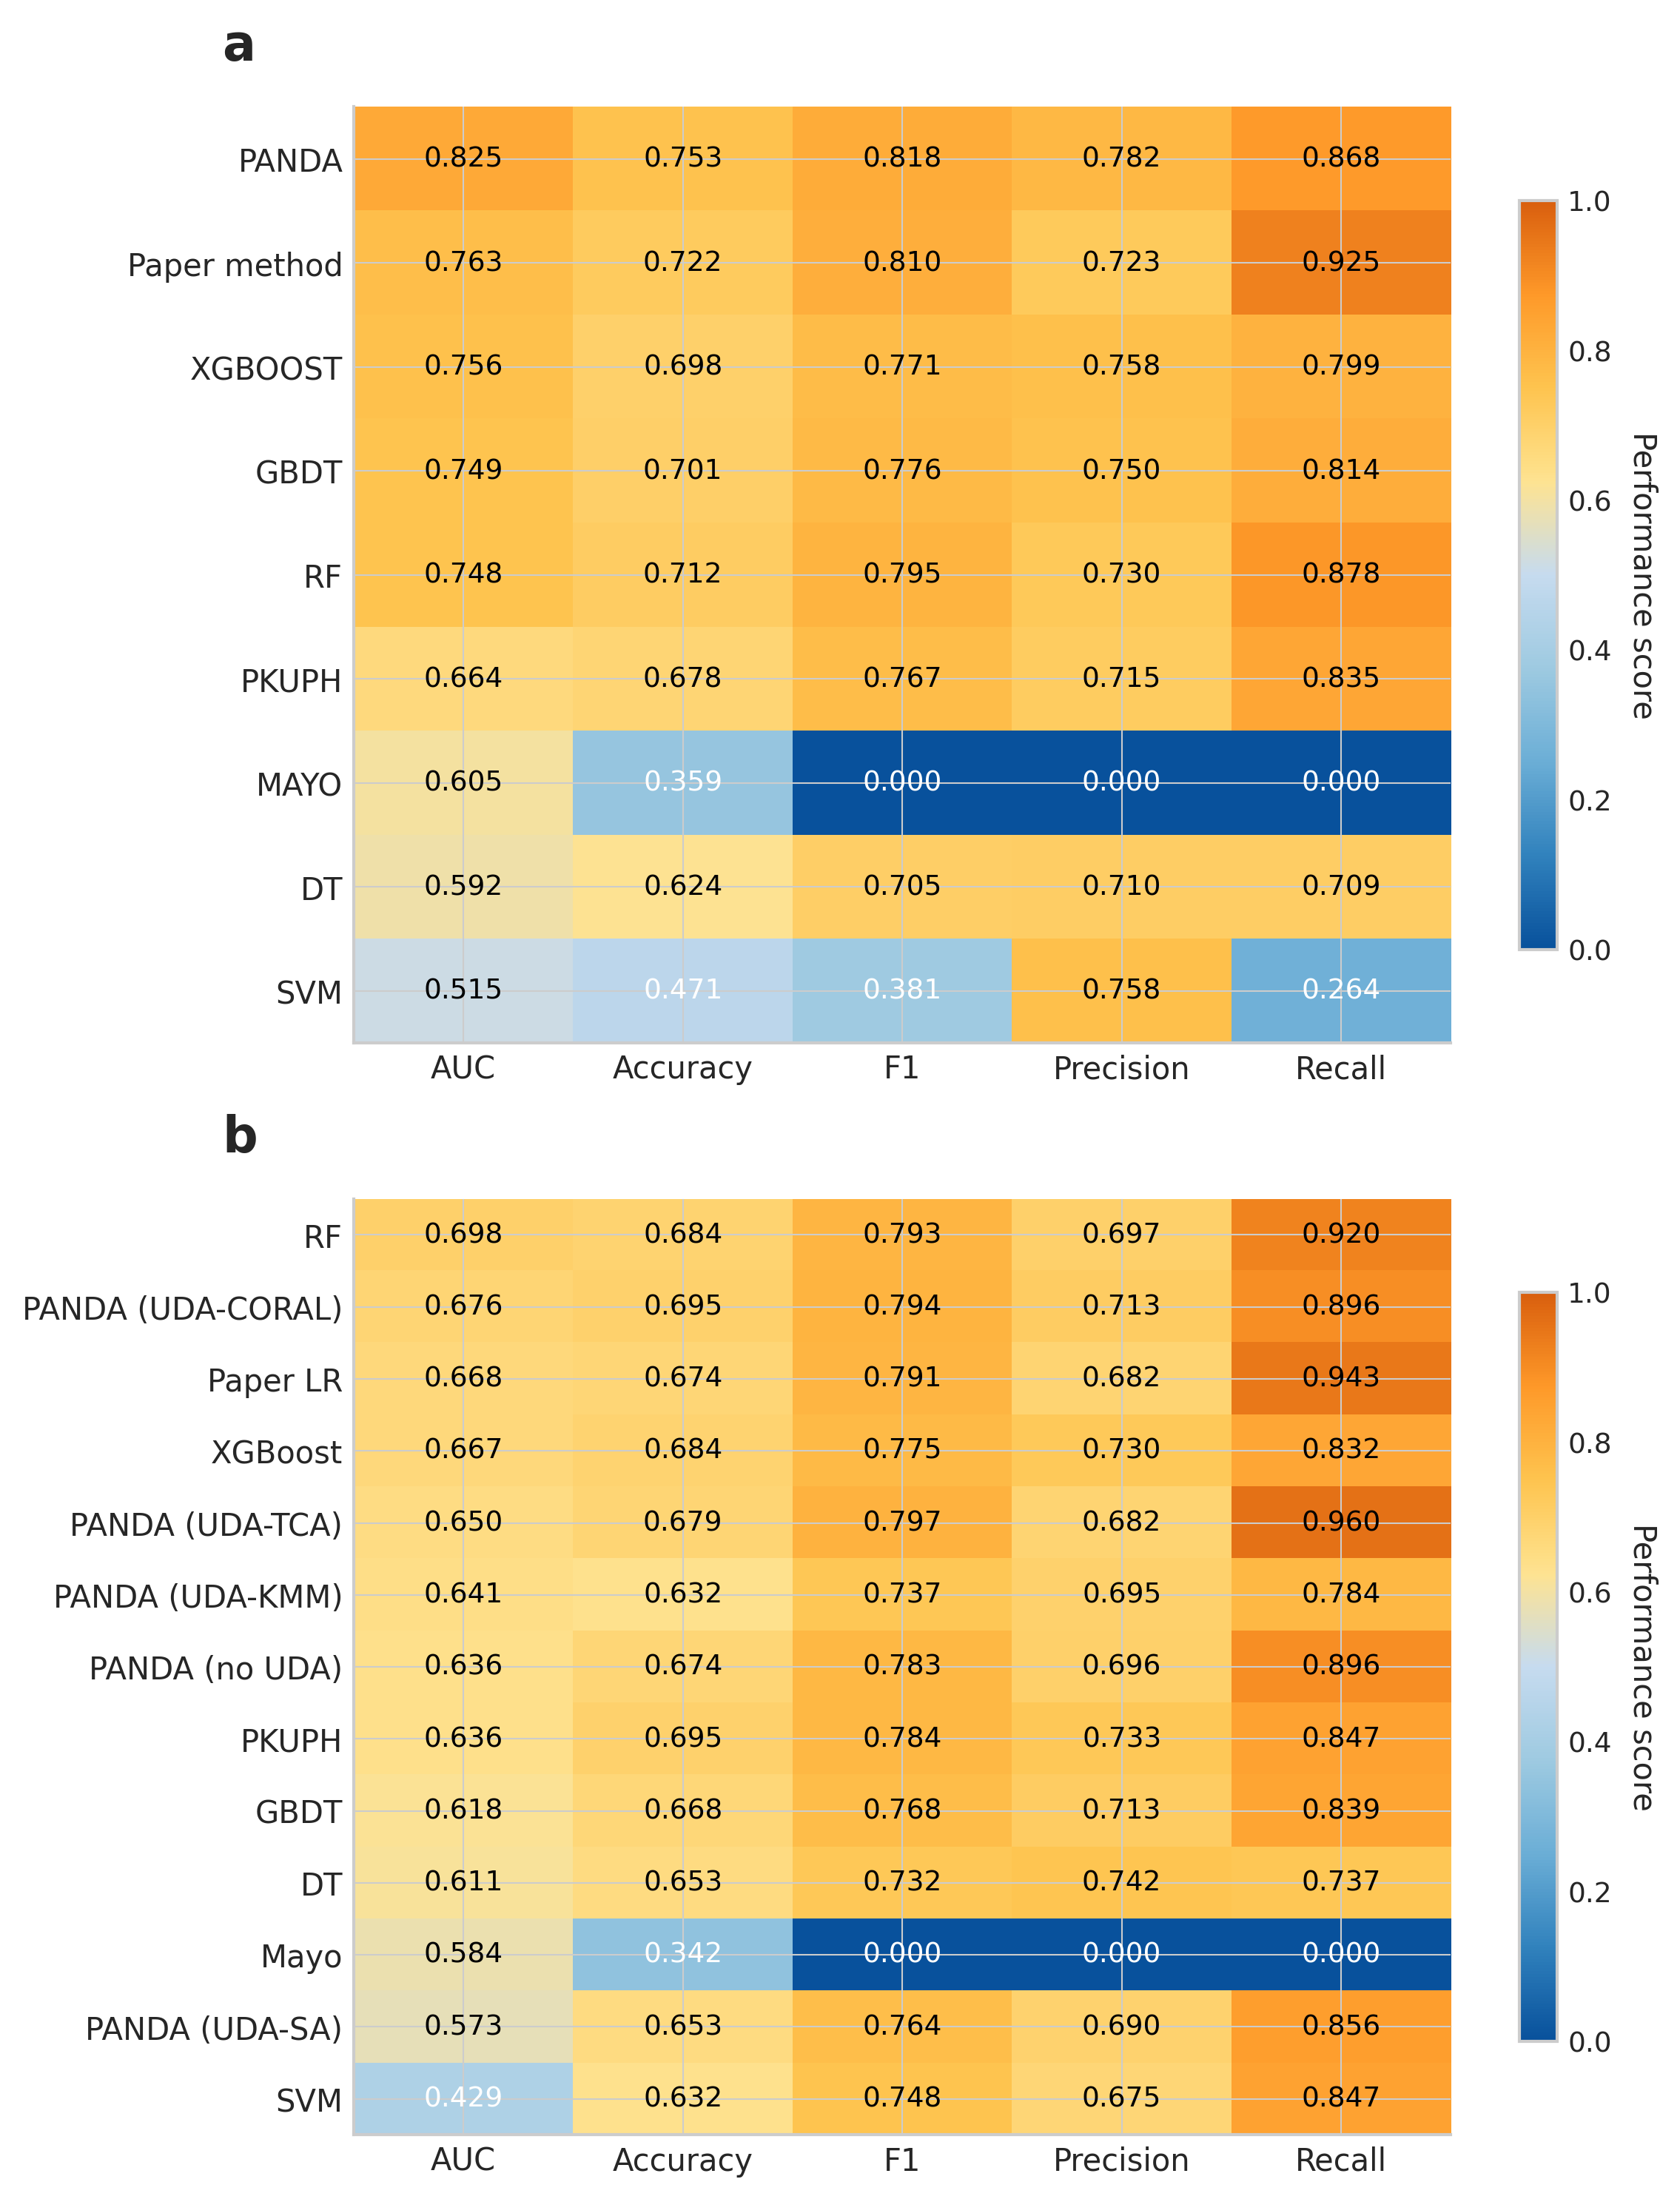 a
PANDA 0.825 0.753 0.818 0.782 0.868
Paper method 0.763 0.722 0.810 0.723 0.925
XGBOOST 0.756 0.698 0.771 0.758 0.799
GBDT 0.749 0.701 0.776 0.750 0.814
RF 0.748 0.712 0.795 0.730 0.878
PKUPH 0.664 0.678 0.767 0.715 0.835
MAYO 0.605 0.359 0.000 0.000 0.000
DT 0.592 0.624 0.705 0.710 0.709
SVM 0.515 0.471 0.381 0.758 0.264
AUC Accuracy F1 Precision Recall
1.0
0.8
0.6
0.4
0.2
0.0
Performance score
b
RF 0.698 0.684 0.793 0.697 0.920
PANDA (UDA-CORAL) 0.676 0.695 0.794 0.713 0.896
Paper LR 0.668 0.674 0.791 0.682 0.943
XGBoost 0.667 0.684 0.775 0.730 0.832
PANDA (UDA-TCA) 0.650 0.679 0.797 0.682 0.960
PANDA (UDA-KMM) 0.641 0.632 0.737 0.695 0.784
PANDA (no UDA) 0.636 0.674 0.783 0.696 0.896
PKUPH 0.636 0.695 0.784 0.733 0.847
GBDT 0.618 0.668 0.768 0.713 0.839
DT 0.611 0.653 0.732 0.742 0.737
Mayo 0.584 0.342 0.000 0.000 0.000
PANDA (UDA-SA) 0.573 0.653 0.764 0.690 0.856
SVM 0.429 0.632 0.748 0.675 0.847
AUC Accuracy F1 Precision Recall
1.0
0.8
0.6
0.4
0.2
0.0
Performance score